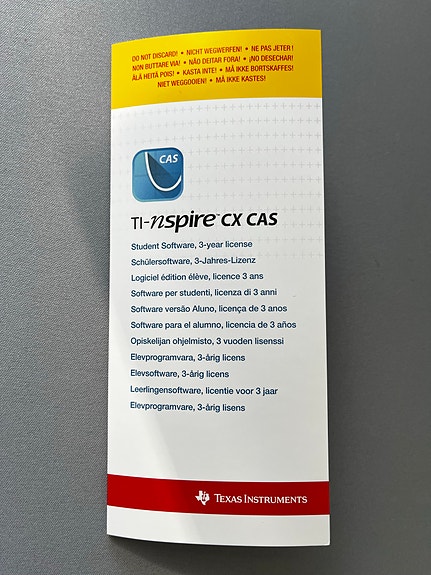 DO NOT DISCARD! • NICHT WEGWERFEN! • NE PAS JETER !
NON BUTTARE VIA! • NÃO DEITAR FORA! • ¡NO DESECHAR!
ÄLÄ HEITÄ POIS! • KASTA INTE! • MÅ IKKE BORTSKAFFES!
NIET WEGGOOIEN! • MÅ IKKE KASTES!
CAS
TI-nspire™ CX CAS
Student Software, 3-year license
Schülersoftware, 3-Jahres-Lizenz
Logiciel édition élève, licence 3 ans
Software per studenti, licenza di 3 anni
Software versão Aluno, licença de 3 anos
Software para el alumno, licencia de 3 años
Opiskelijan ohjelmisto, 3 vuoden lisenssi
Elevprogramvara, 3-årig licens
Elevsoftware, 3-årig licens
Leerlingensoftware, licentie voor 3 jaar
Elevprogramvare, 3-årig lisens
TEXAS INSTRUMENTS